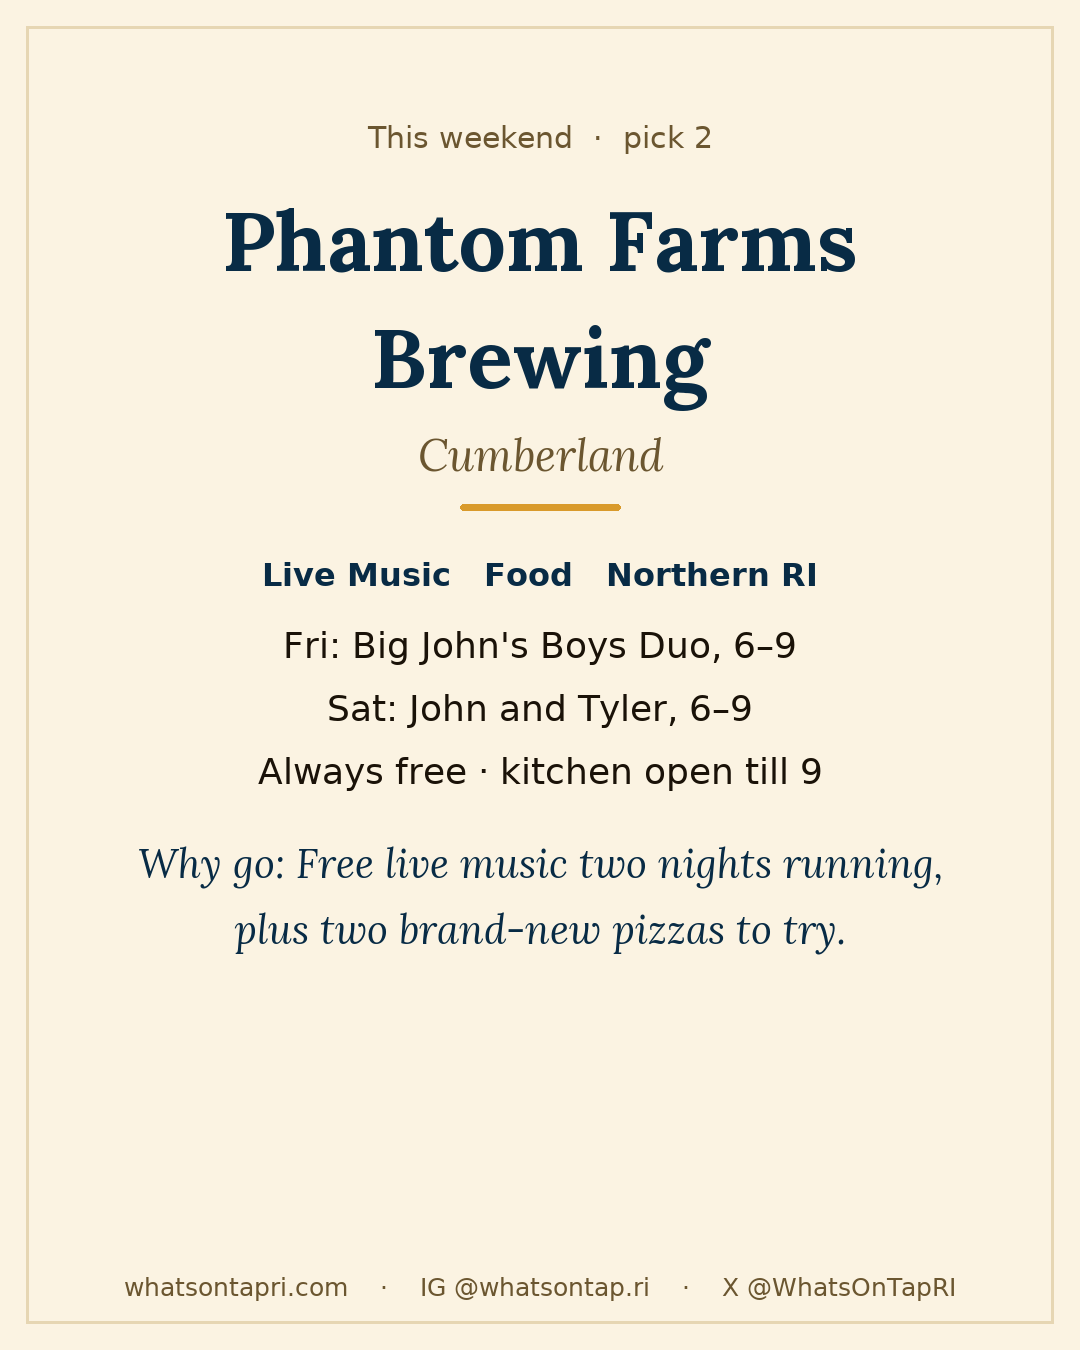 This weekend · pick 2
Phantom Farms
Brewing
Cumberland
Live Music Food Northern RI
Fri: Big John's Boys Duo, 6–9
Sat: John and Tyler, 6–9
Always free · kitchen open till 9
Why go: Free live music two nights running,
plus two brand-new pizzas to try.
whatsontapri.com · IG @whatsontap.ri · X @WhatsOnTapRI